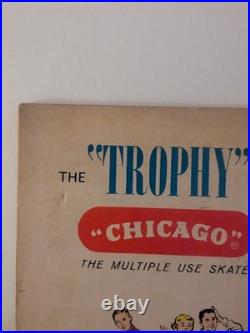 THE "TROPHY"
"CHICAGO"®
THE MULTIPLE USE SKATE